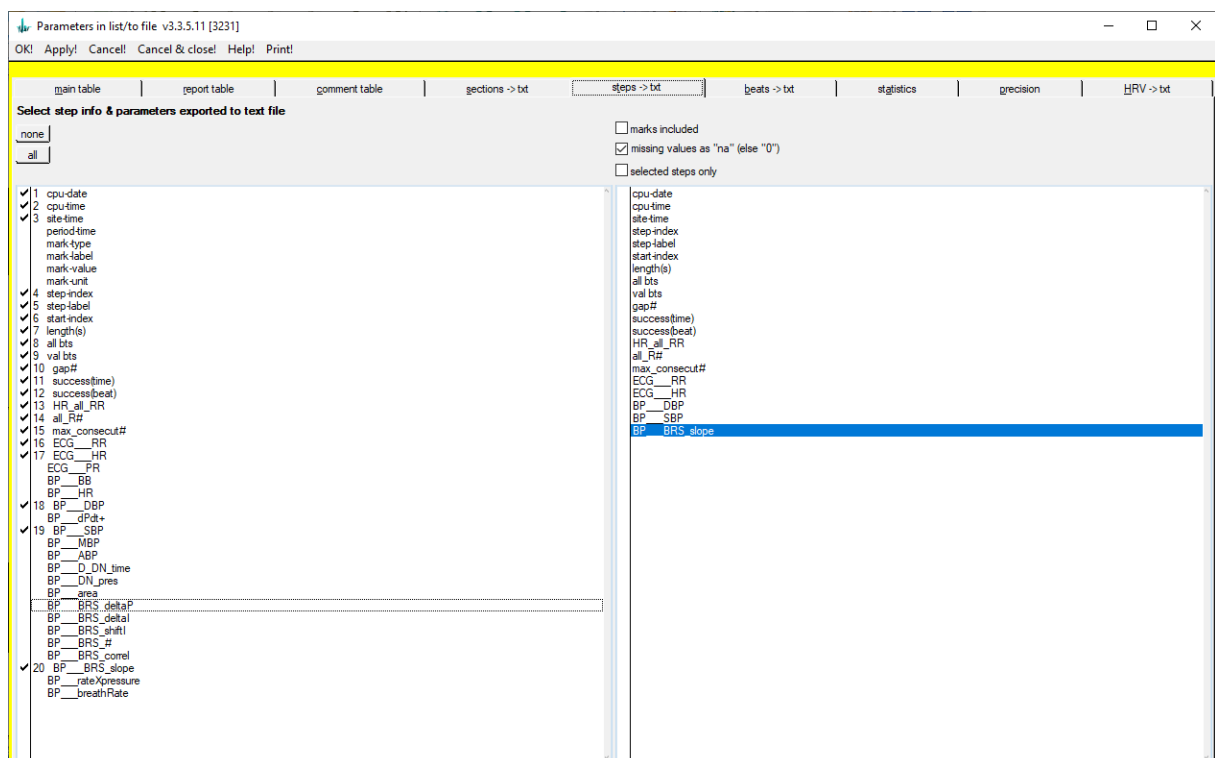 Parameters in list/to file v3.3.5.11 [3231]
OK! Apply! Cancel! Cancel & close! Help! Print!
main table report table comment table sections -> txt steps -> txt beats -> txt statistics precision HRV -> txt
Select step info & parameters exported to text file
none
all
marks included
missing values as "na" (else "0")
selected steps only
1 cpu-date
2 cpu-time
3 site-time
period-time
mark-type
mark-label
mark-value
mark-unit
4 step-index
5 step-label
6 start-index
7 length(s)
8 all bts
9 val bts
10 gap#
11 success(time)
12 success(beat)
13 HR_all_RR
14 all_R#
15 max_consecut#
16 ECG___RR
17 ECG___HR
ECG___PR
BP___BB
BP___HR
18 BP___DBP
BP___dPdt+
19 BP___SBP
BP___MBP
BP___ABP
BP___D_DN_time
BP___DN_pres
BP___area
BP___BRS_deltaP
BP___BRS_deltaI
BP___BRS_shiftI
BP___BRS_#
BP___BRS_correl
20 BP___BRS_slope
BP___rateXpressure
BP___breathRate
cpu-date
cpu-time
site-time
step-index
step-label
start-index
length(s)
all bts
val bts
gap#
success(time)
success(beat)
HR_all_RR
all_R#
max_consecut#
ECG___RR
ECG___HR
BP___DBP
BP___SBP
BP___BRS_slope